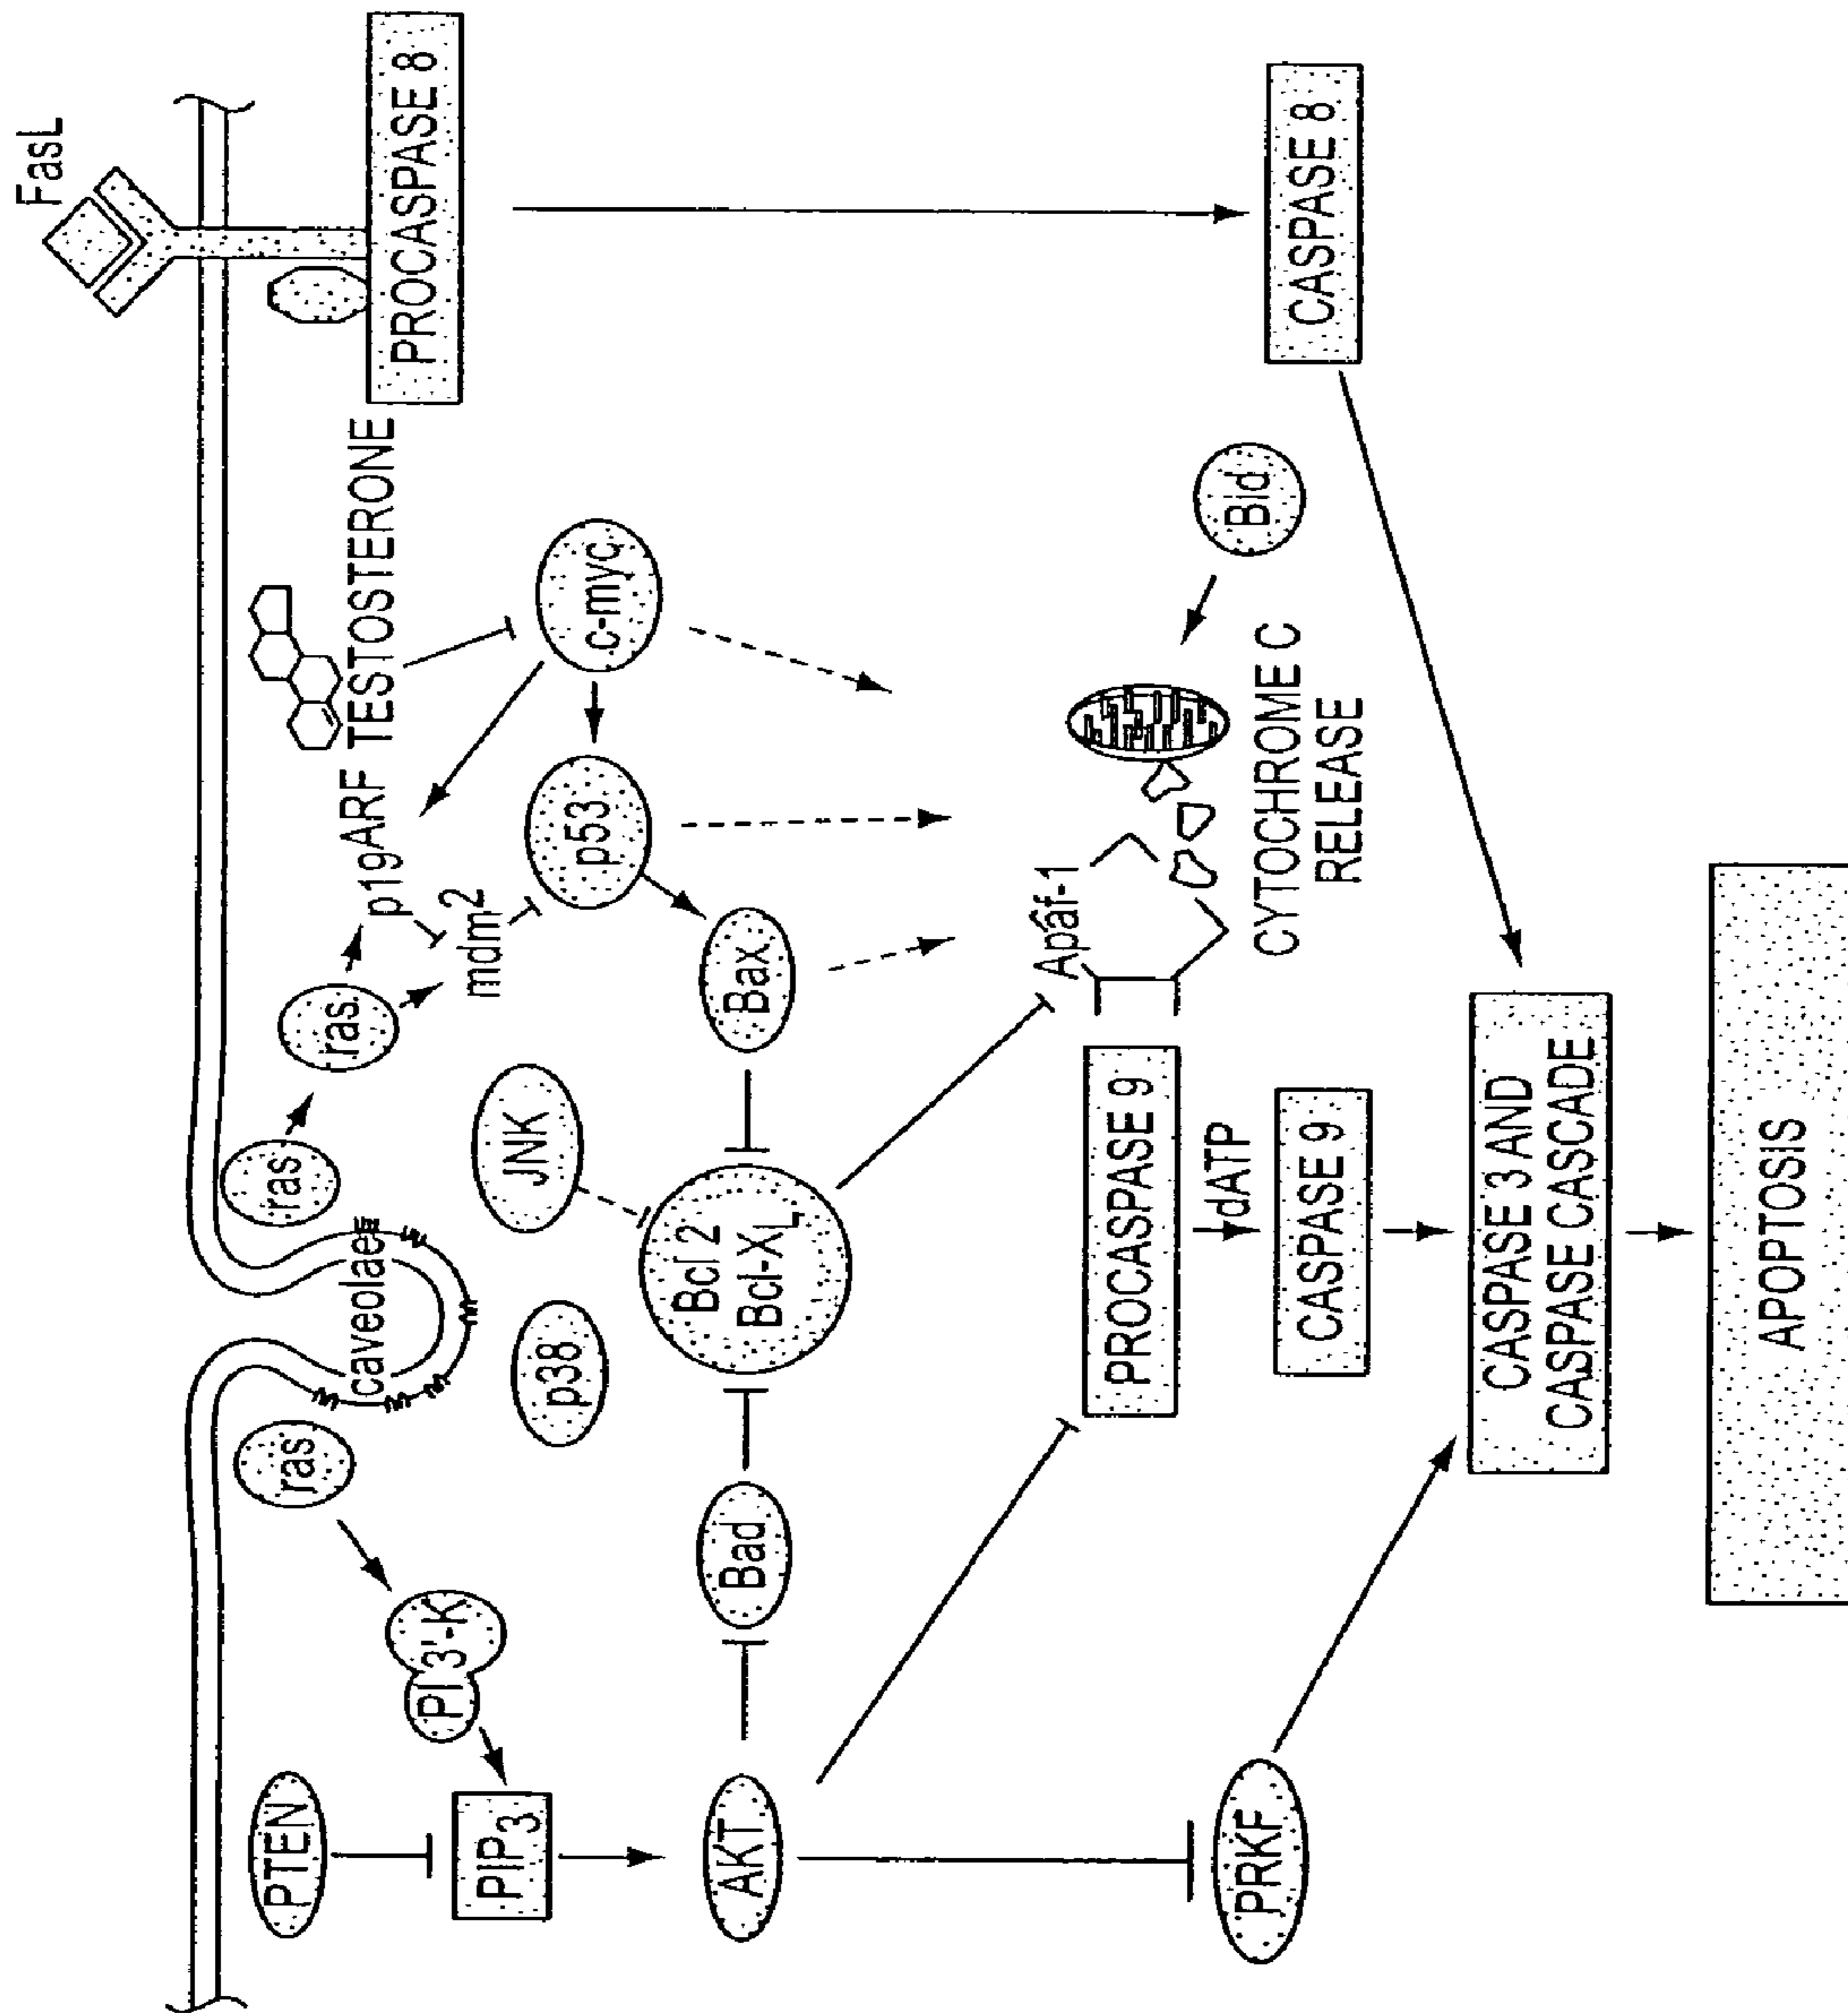 FasL
PTEN
ras
caveolae
ras
ras
TESTOSTERONE
PROCASPASE 8
PI 3'-K
p19ARF
PIP3
mdm2
p38
JNK
p53
c-myc
AKT
Bad
Bcl 2
Bcl-XL
Bax
Apaf-1
PROCASPASE 9
dATP
Bid
CYTOCHROME C
RELEASE
PRKF
CASPASE 9
CASPASE 8
CASPASE 3 AND
CASPASE CASCADE
APOPTOSIS